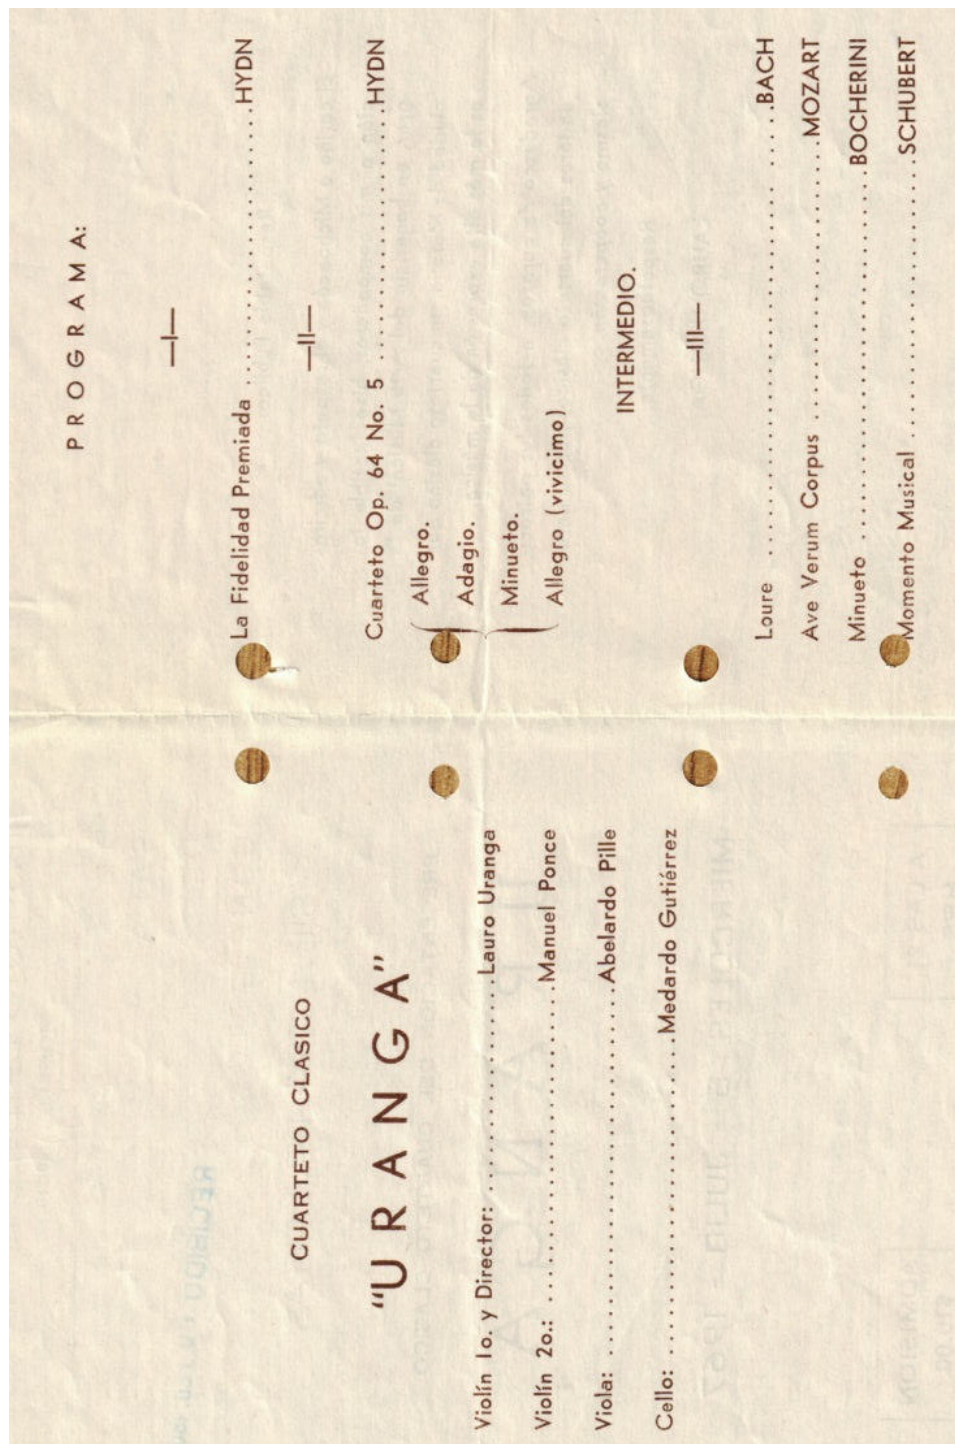 CUARTETO CLASICO
"URANGA"
Violín 1o. y Director: ............................Lauro Uranga
Violín 2o.: ................................Manuel Ponce
Viola: .....................................Abelardo Pille
Cello: ...............................Medardo Gutiérrez
PROGRAMA:
—I—
La Fidelidad Premiada ............................HYDN
—II—
Cuarteto Op. 64 No. 5 ..........................HYDN
Allegro.
Adagio.
Minueto.
Allegro (vivicimo)
INTERMEDIO.
—III—
Loure .............................................BACH
Ave Verum Corpus ..........................MOZART
Minueto ....................................BOCHERINI
Momento Musical ..........................SCHUBERT